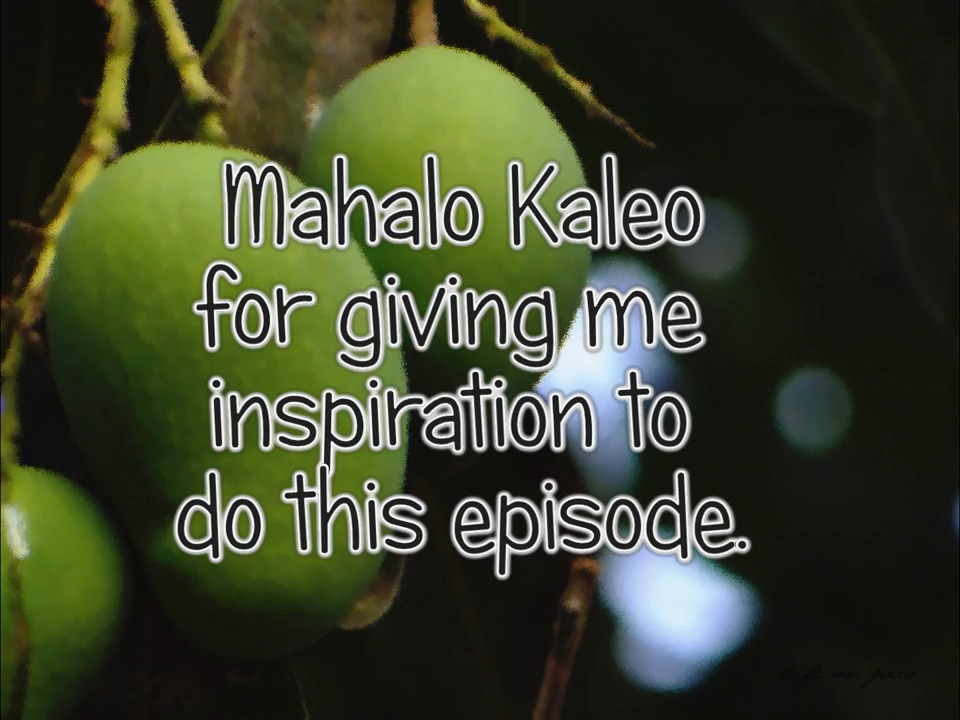 Mahalo Kaleo
for giving me
inspiration to
do this episode.